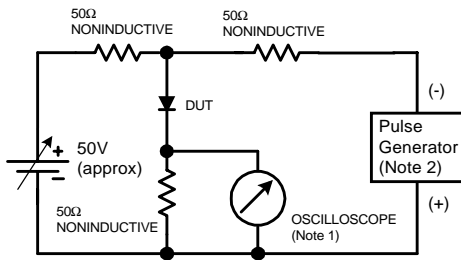 50Ω
NONINDUCTIVE
50Ω
NONINDUCTIVE
(-)
DUT
Pulse
Generator
(Note 2)
+
50V
(approx)
−
(+)
50Ω
NONINDUCTIVE
OSCILLOSCOPE
(Note 1)